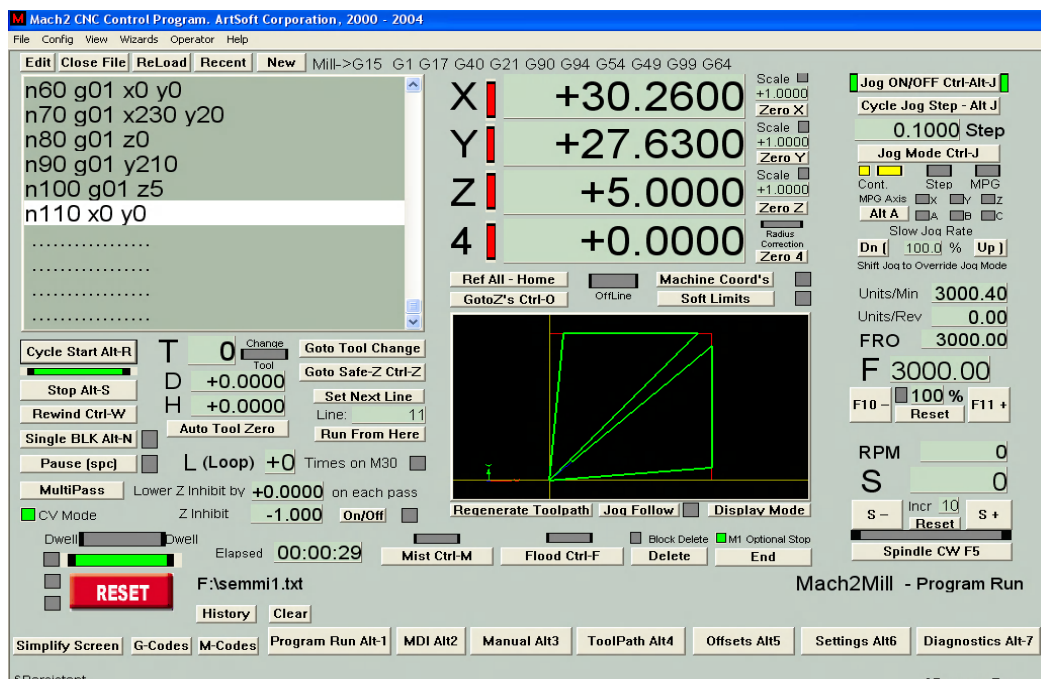 Mach2 CNC Control Program. ArtSoft Corporation, 2000 - 2004
File Config View Wizards Operator Help
Edit Close File ReLoad Recent New Mill->G15 G1 G17 G40 G21 G90 G94 G54 G49 G99 G64
n60 g01 x0 y0
n70 g01 x230 y20
n80 g01 z0
n90 g01 y210
n100 g01 z5
n110 x0 y0
................
................
................
................
X +30.2600 Scale +1.0000 Zero X
Y +27.6300 Scale +1.0000 Zero Y
Z +5.0000 Scale +1.0000 Zero Z
4 +0.0000 Radius Correction Zero 4
Ref All - Home OffLine Machine Coord's
GotoZ's Ctrl-O Soft Limits
Jog ON/OFF Ctrl-Alt-J
Cycle Jog Step - Alt J
0.1000 Step
Jog Mode Ctrl-J
Cont. Step MPG
MPG Axis X Y Z
Alt A A B C
Slow Jog Rate
Dn ( 100.0 % Up )
Shift Jog to Override Jog Mode
Units/Min 3000.40
Units/Rev 0.00
FRO 3000.00
F 3000.00
F10 - 100 % Reset F11 +
RPM 0
S 0
S - Incr 10 Reset S +
Spindle CW F5
Cycle Start Alt-R
Stop Alt-S
Rewind Ctrl-W
Single BLK Alt-N
Pause (spc)
T 0 Change Tool
D +0.0000
H +0.0000
Auto Tool Zero
Goto Tool Change
Goto Safe-Z Ctrl-Z
Set Next Line
Line: 11
Run From Here
L (Loop) +0 Times on M30
MultiPass Lower Z Inhibit by +0.0000 on each pass
CV Mode Z Inhibit -1.000 On/Off
Regenerate Toolpath Jog Follow Display Mode
Dwell Dwell
Elapsed 00:00:29
Mist Ctrl-M Flood Ctrl-F
Block Delete M1 Optional Stop
Delete End
RESET
F:\semmi1.txt
History Clear
Mach2Mill - Program Run
Simplify Screen G-Codes M-Codes Program Run Alt-1 MDI Alt2 Manual Alt3 ToolPath Alt4 Offsets Alt5 Settings Alt6 Diagnostics Alt-7